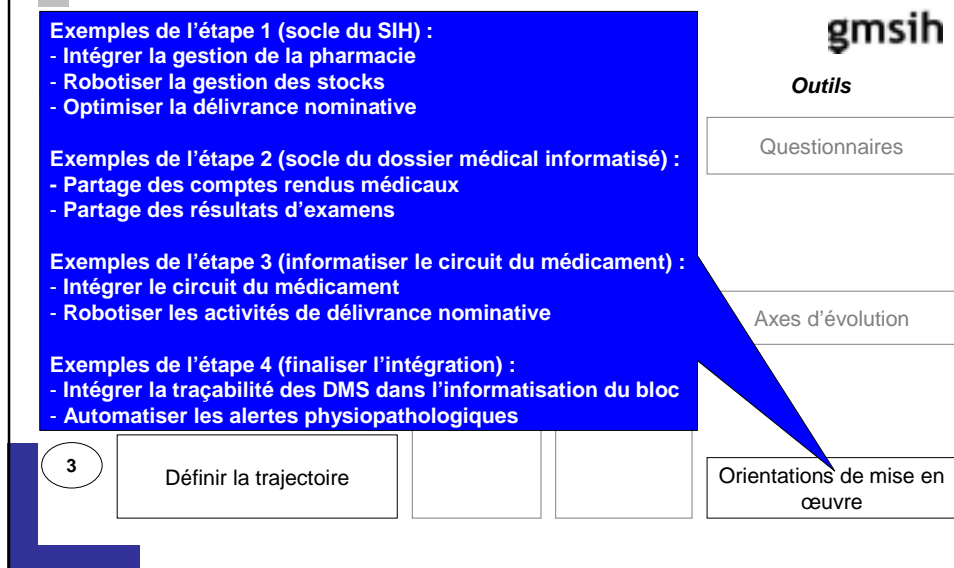 Exemples de l'étape 1 (socle du SIH) :
- Intégrer la gestion de la pharmacie
- Robotiser la gestion des stocks
- Optimiser la délivrance nominative
Exemples de l'étape 2 (socle du dossier médical informatisé) :
- Partage des comptes rendus médicaux
- Partage des résultats d'examens
Exemples de l'étape 3 (informatiser le circuit du médicament) :
- Intégrer le circuit du médicament
- Robotiser les activités de délivrance nominative
Exemples de l'étape 4 (finaliser l'intégration) :
- Intégrer la traçabilité des DMS dans l'informatisation du bloc
- Automatiser les alertes physiopathologiques
gmsih
Outils
Questionnaires
Axes d'évolution
3
Définir la trajectoire
Orientations de mise en
œuvre